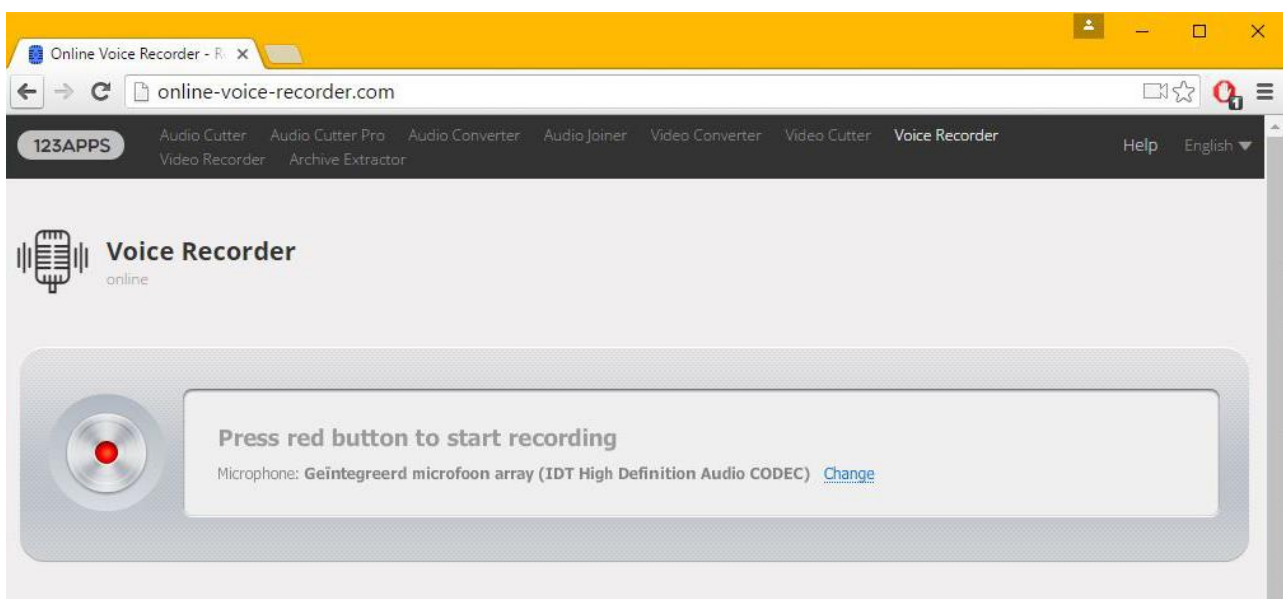 Online Voice Recorder - R
online-voice-recorder.com
123APPS
Audio Cutter Audio Cutter Pro Audio Converter Audio Joiner Video Converter Video Cutter Voice Recorder
Video Recorder Archive Extractor
Help English
Voice Recorder
online
Press red button to start recording
Microphone: Geïntegreerd microfoon array (IDT High Definition Audio CODEC) Change